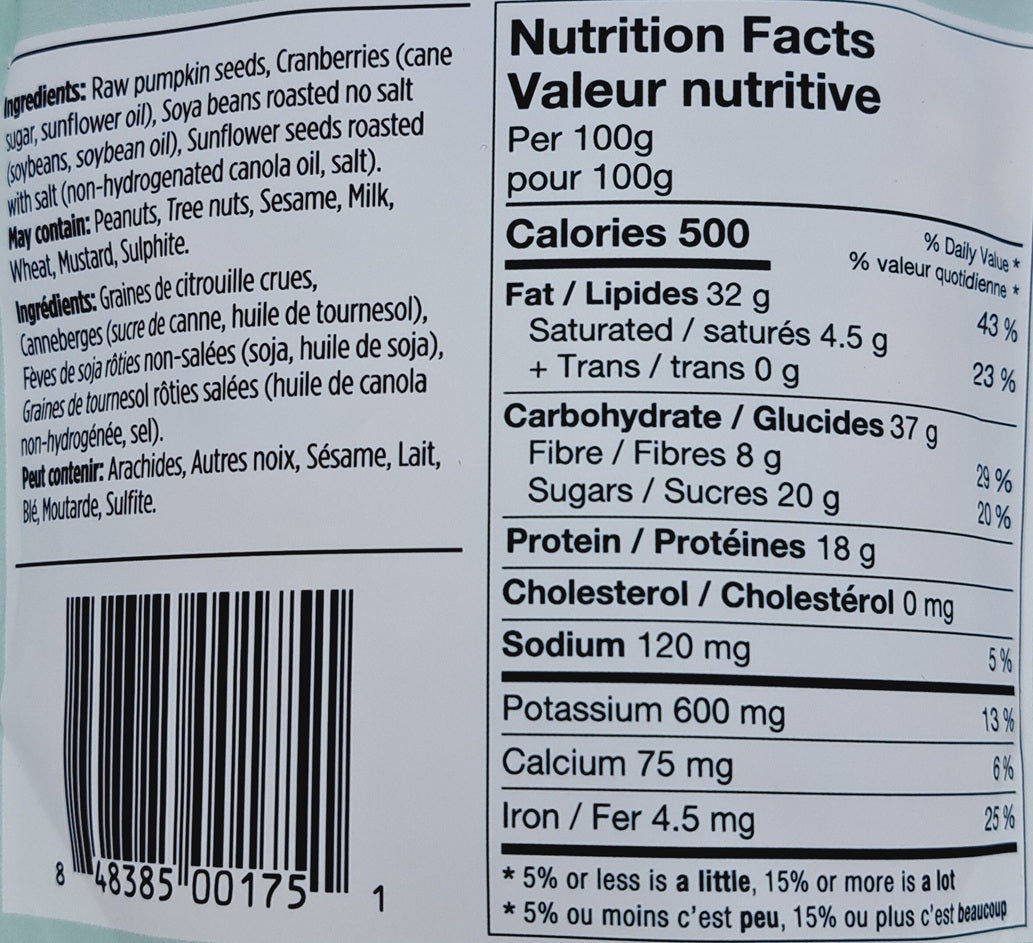 Ingredients: Raw pumpkin seeds, Cranberries (cane
sugar, sunflower oil), Soya beans roasted no salt
(soybeans, soybean oil), Sunflower seeds roasted
with salt (non-hydrogenated canola oil, salt).
May contain: Peanuts, Tree nuts, Sesame, Milk,
Wheat, Mustard, Sulphite.
Ingrédients: Graines de citrouille crues,
Canneberges (sucre de canne, huile de tournesol),
Fèves de soja rôties non-salées (soja, huile de soja),
Graines de tournesol rôties salées (huile de canola
non-hydrogénée, sel).
Peut contenir: Arachides, Autres noix, Sésame, Lait,
Blé, Moutarde, Sulfite.
8 48385 00175 1
Nutrition Facts
Valeur nutritive
Per 100g
pour 100g
Calories 500
% Daily Value *
% valeur quotidienne *
Fat / Lipides 32 g 43 %
Saturated / saturés 4.5 g
+ Trans / trans 0 g 23 %
Carbohydrate / Glucides 37 g
Fibre / Fibres 8 g 29 %
Sugars / Sucres 20 g 20 %
Protein / Protéines 18 g
Cholesterol / Cholestérol 0 mg
Sodium 120 mg 5 %
Potassium 600 mg 13 %
Calcium 75 mg 6 %
Iron / Fer 4.5 mg 25 %
* 5% or less is a little, 15% or more is a lot
* 5% ou moins c'est peu, 15% ou plus c'est beaucoup